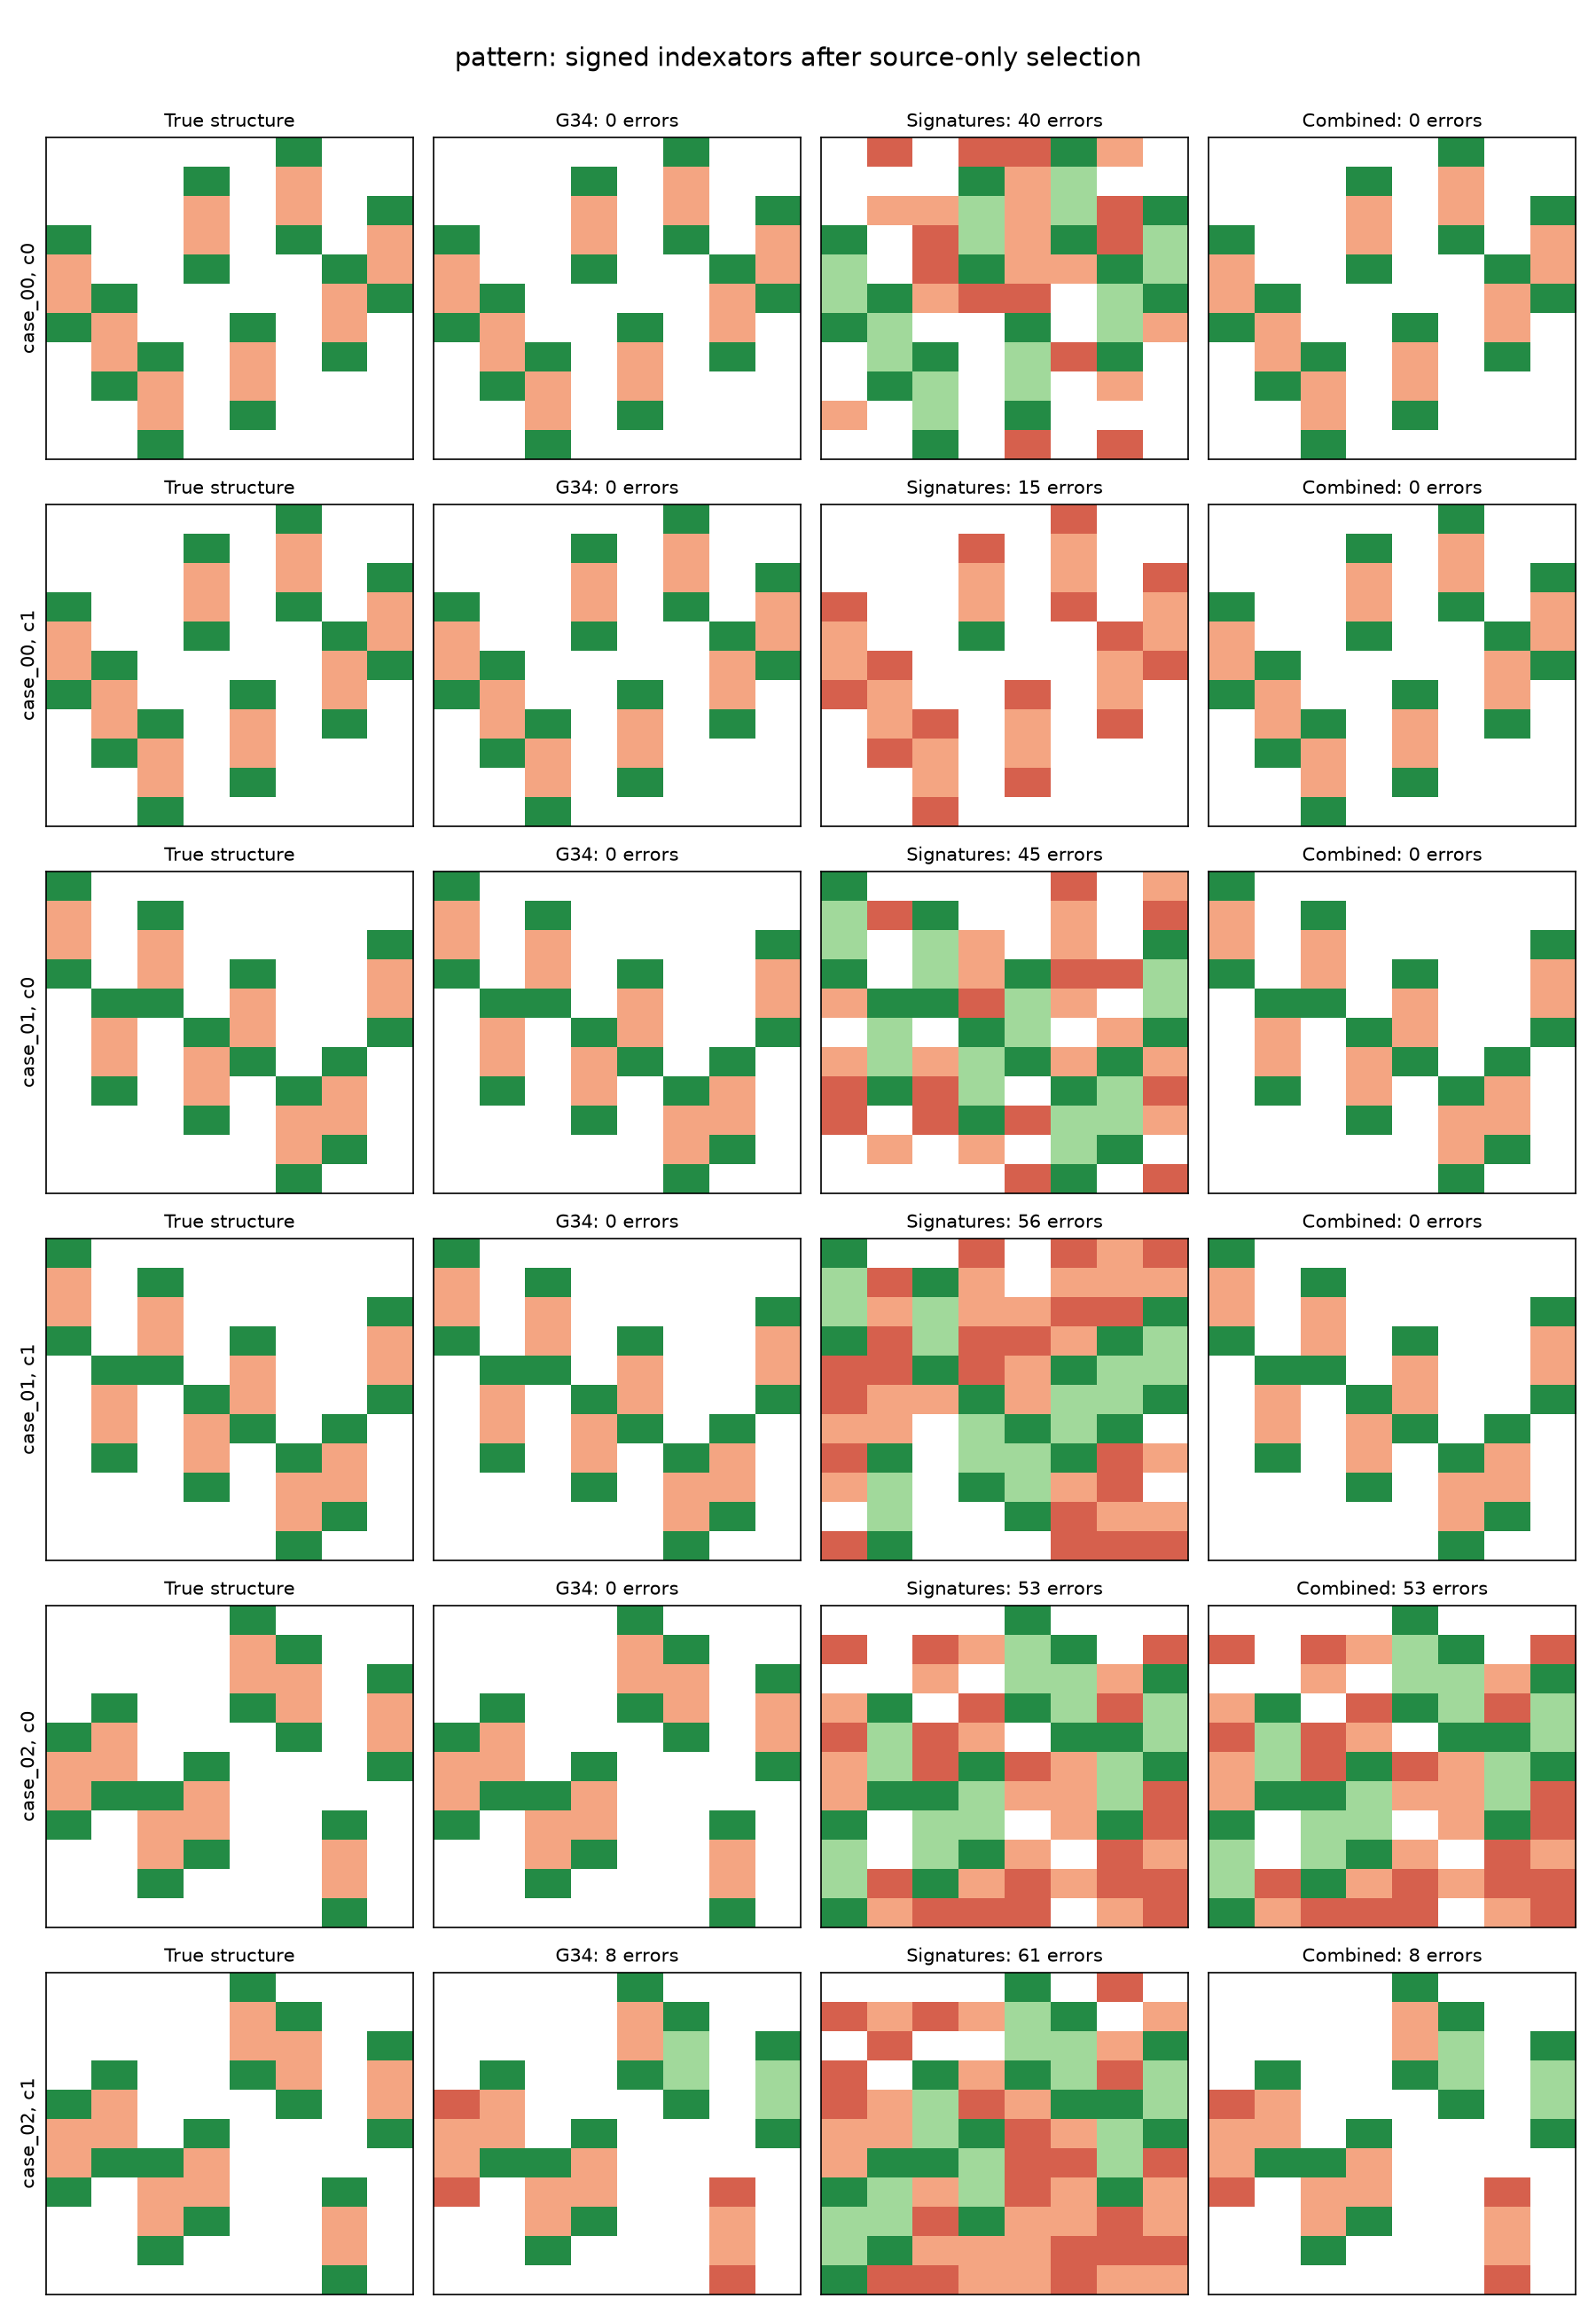 pattern: signed indexators after source-only selection
True structure
G34: 0 errors
Signatures: 40 errors
Combined: 0 errors
case_00, c0
True structure
G34: 0 errors
Signatures: 15 errors
Combined: 0 errors
case_00, c1
True structure
G34: 0 errors
Signatures: 45 errors
Combined: 0 errors
case_01, c0
True structure
G34: 0 errors
Signatures: 56 errors
Combined: 0 errors
case_01, c1
True structure
G34: 0 errors
Signatures: 53 errors
Combined: 53 errors
case_02, c0
True structure
G34: 8 errors
Signatures: 61 errors
Combined: 8 errors
case_02, c1